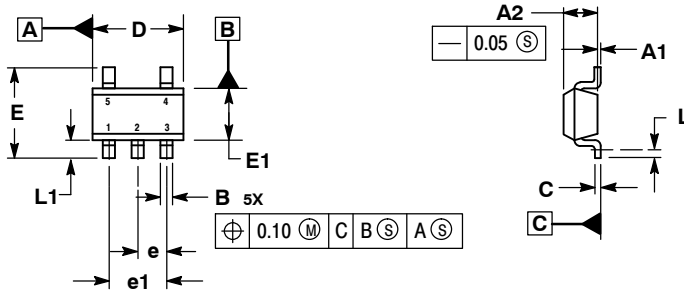 A D B
A2
— 0.05 Ⓢ
A1
E
5 4
1 2 3
L
E1
L1
B 5X
C
⌖ 0.10 Ⓜ C B Ⓢ A Ⓢ
C
e
e1